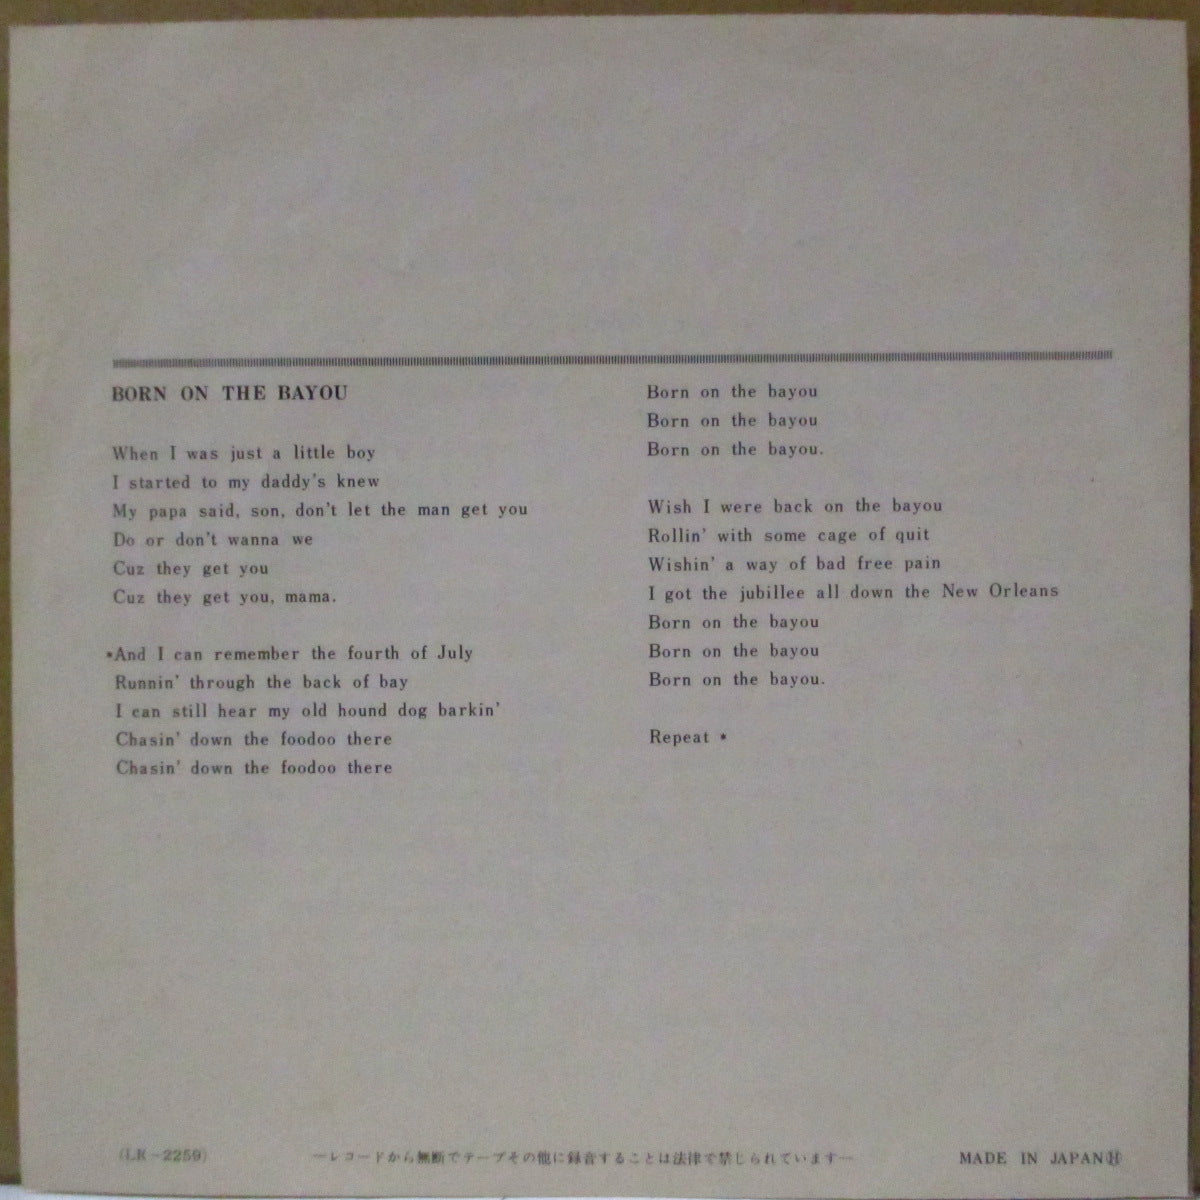 BORN ON THE BAYOU
When I was just a little boy
I started to my daddy's knew
My papa said, son, don't let the man get you
Do or don't wanna we
Cuz they get you
Cuz they get you, mama.
*And I can remember the fourth of July
Runnin' through the back of bay
I can still hear my old hound dog barkin'
Chasin' down the foodoo there
Chasin' down the foodoo there
Born on the bayou
Born on the bayou
Born on the bayou.
Wish I were back on the bayou
Rollin' with some cage of quit
Wishin' a way of bad free pain
I got the jubillee all down the New Orleans
Born on the bayou
Born on the bayou
Born on the bayou.
Repeat *
(LR-2259)
―レコードから無断でテープその他に録音することは法律で禁じられています―
MADE IN JAPANⒽ